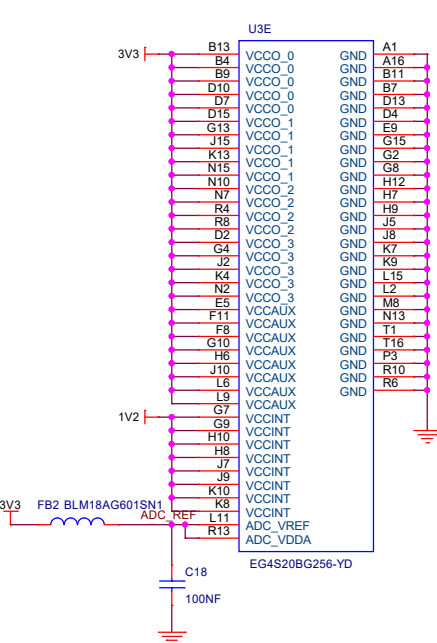 U3E
3V3 B13 VCCO_0 GND A1
B4 VCCO_0 GND A16
B9 VCCO_0 GND B11
D10 VCCO_0 GND B7
D7 VCCO_0 GND D13
D15 VCCO_1 GND D4
G13 VCCO_1 GND E9
J15 VCCO_1 GND G15
K13 VCCO_1 GND G2
N15 VCCO_1 GND G8
N10 VCCO_2 GND H12
N7 VCCO_2 GND H7
R4 VCCO_2 GND H9
R8 VCCO_2 GND J5
D2 VCCO_3 GND J8
G4 VCCO_3 GND K7
J2 VCCO_3 GND K9
K4 VCCO_3 GND L15
N2 VCCO_3 GND L2
E5 VCCAUX GND M8
F11 VCCAUX GND N13
F8 VCCAUX GND T1
G10 VCCAUX GND T16
H6 VCCAUX GND P3
J10 VCCAUX GND R10
L6 VCCAUX GND R6
L9 VCCAUX
1V2 G7 VCCINT
G9 VCCINT
H10 VCCINT
H8 VCCINT
J7 VCCINT
J9 VCCINT
K10 VCCINT
K8 VCCINT
3V3 FB2 BLM18AG601SN1 ADC_REF L11 ADC_VREF
R13 ADC_VDDA
EG4S20BG256-YD
C18
100NF